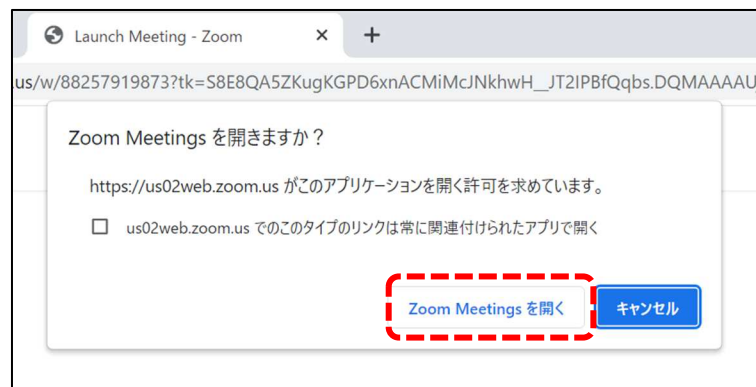 Launch Meeting - Zoom
us/w/88257919873?tk=S8E8QA5ZKugKGPD6xnACMiMcJNkhwH__JT2IPBfQqbs.DQMAAAAU
Zoom Meetings を開きますか？
https://us02web.zoom.us がこのアプリケーションを開く許可を求めています。
us02web.zoom.us でのこのタイプのリンクは常に関連付けられたアプリで開く
Zoom Meetings を開く キャンセル